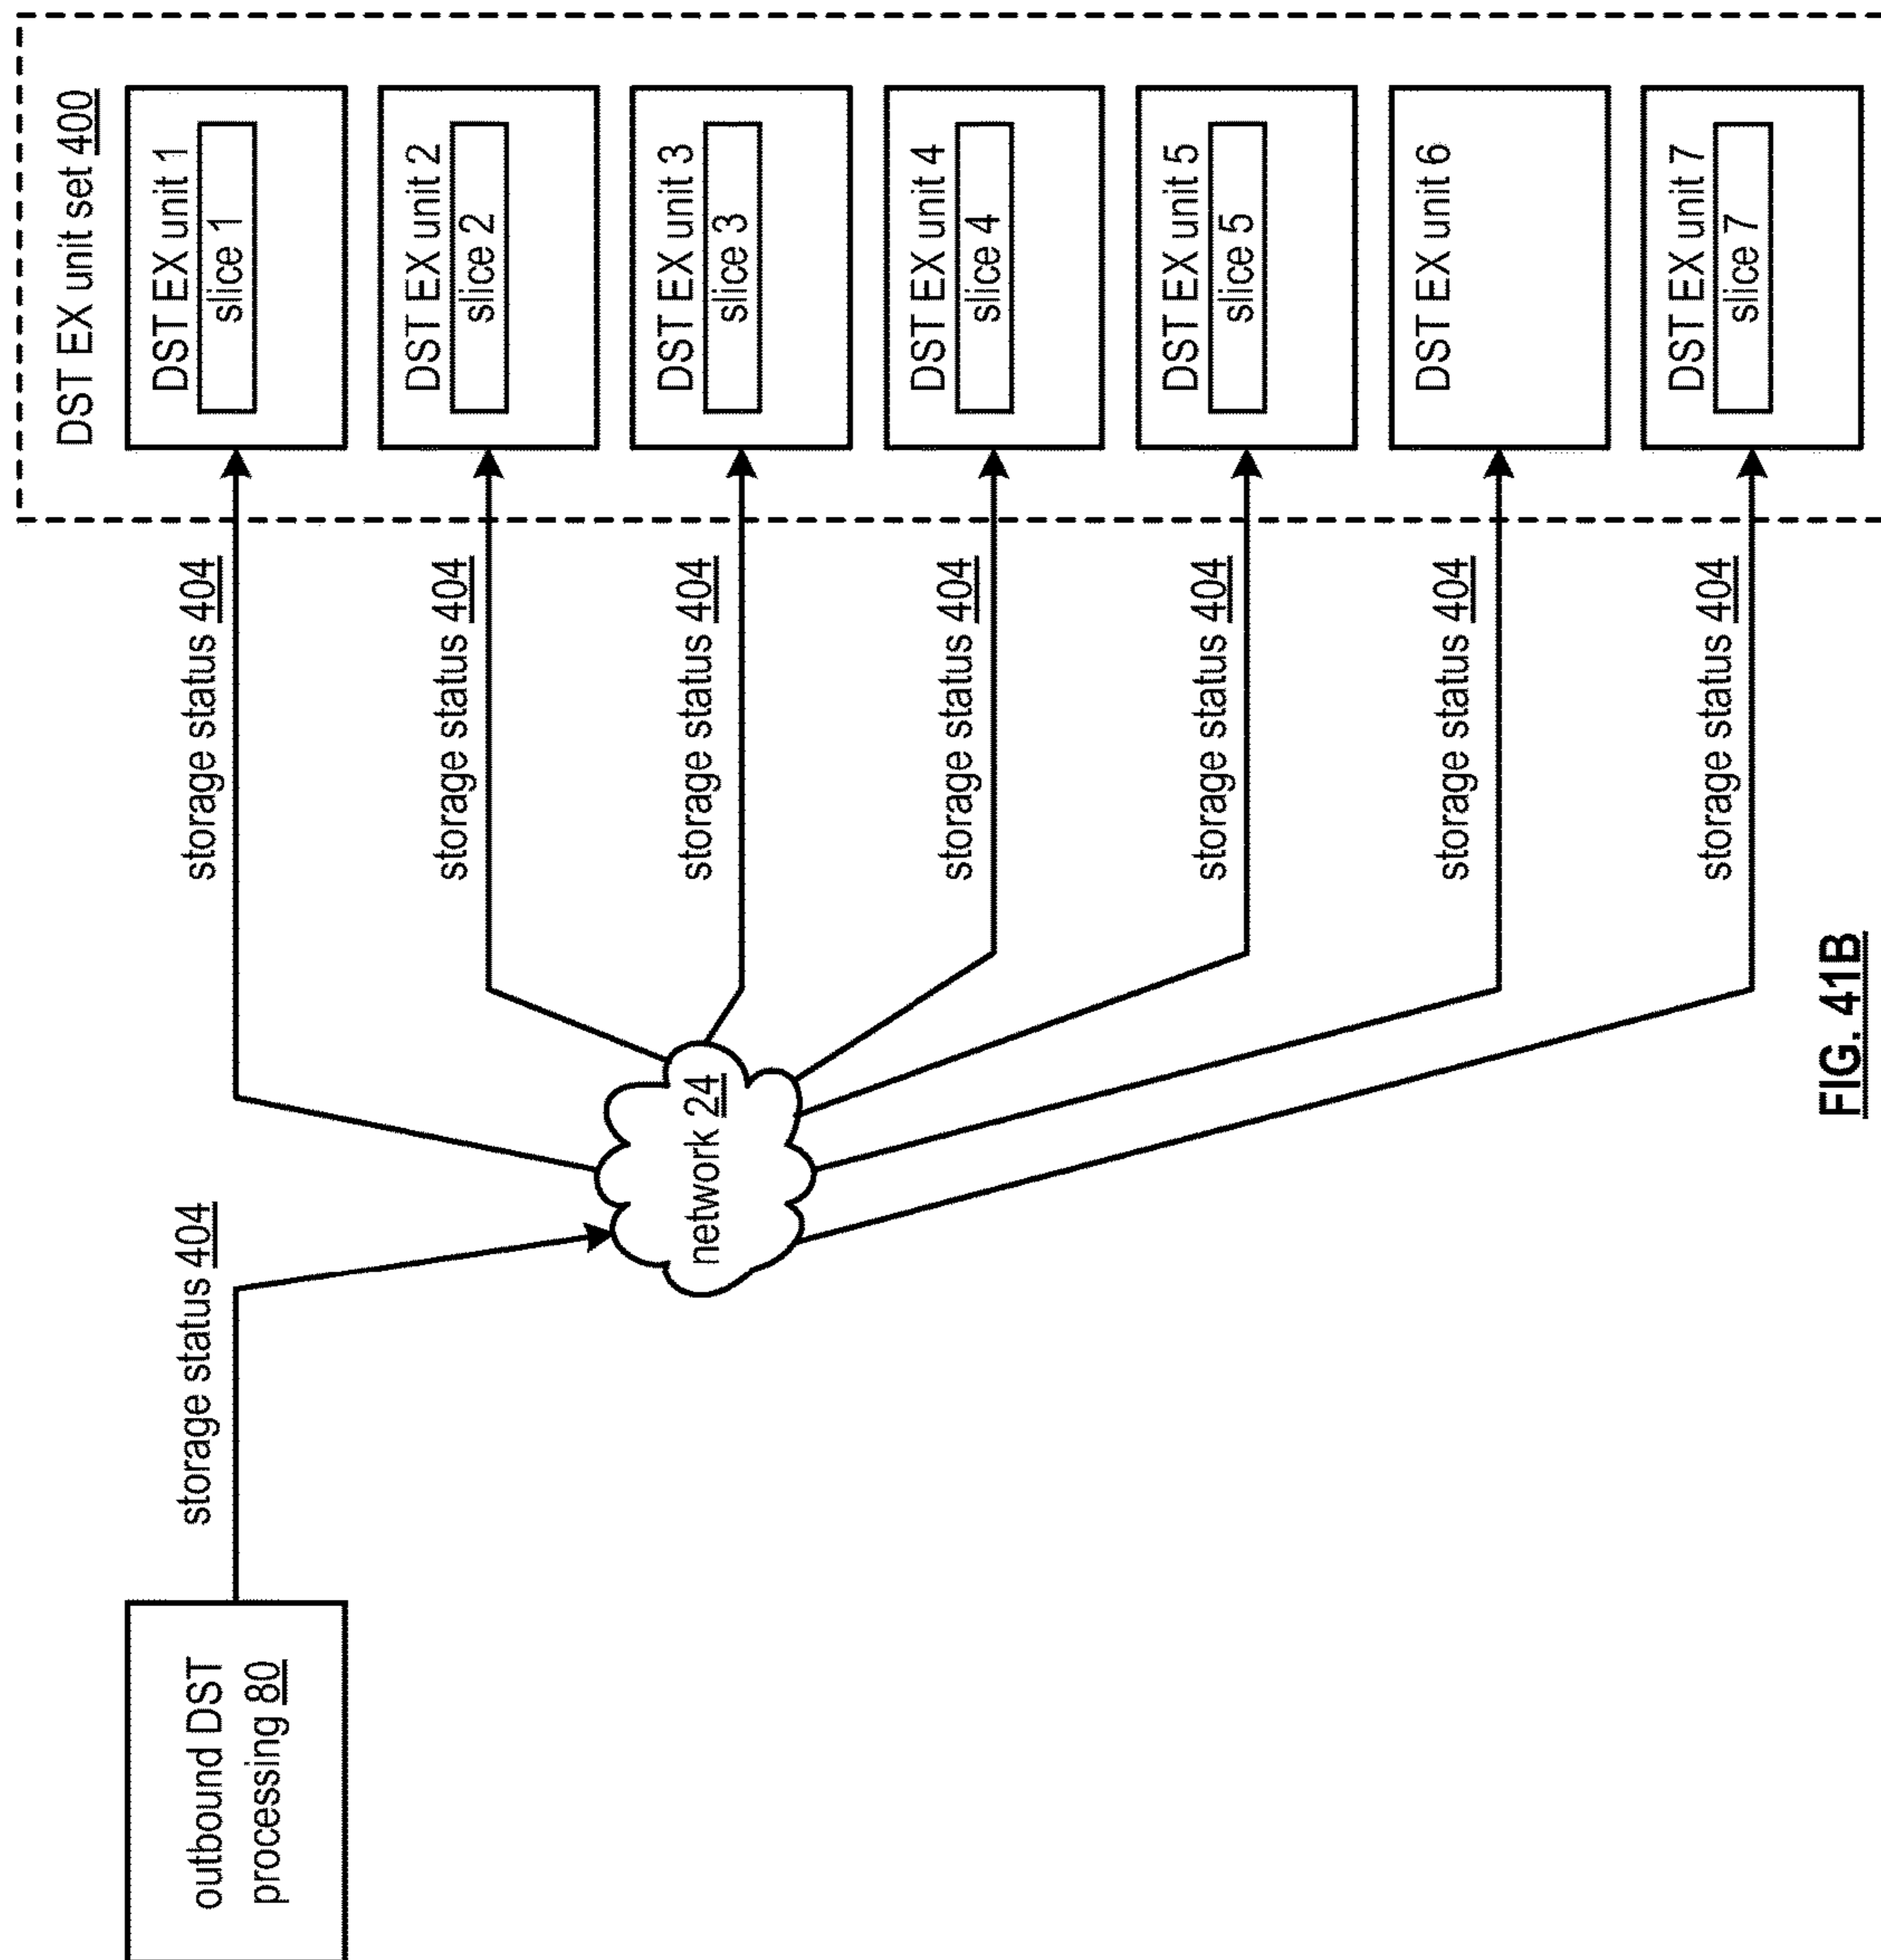 DST EX unit set 400
outbound DST
processing 80
storage status 404
network 24
storage status 404
DST EX unit 1
slice 1
storage status 404
DST EX unit 2
slice 2
storage status 404
DST EX unit 3
slice 3
storage status 404
DST EX unit 4
slice 4
storage status 404
DST EX unit 5
slice 5
storage status 404
DST EX unit 6
storage status 404
DST EX unit 7
slice 7
FIG. 41B